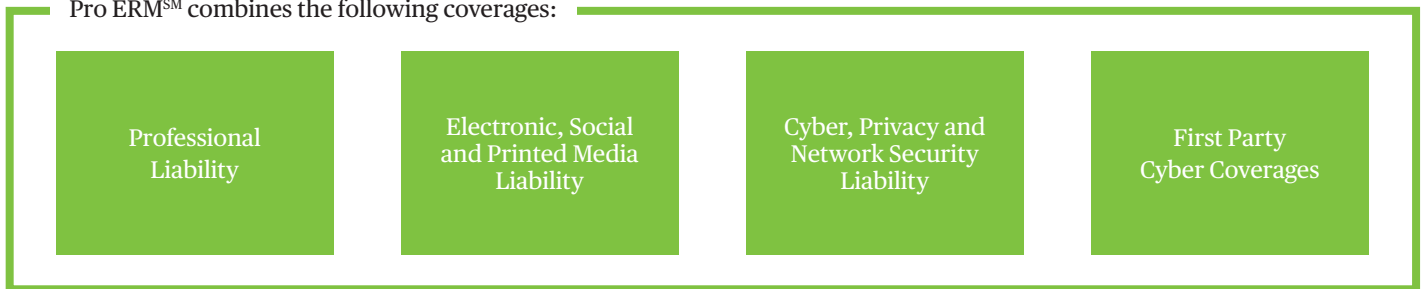 Pro ERM℠ combines the following coverages:
Professional
Liability
Electronic, Social
and Printed Media
Liability
Cyber, Privacy and
Network Security
Liability
First Party
Cyber Coverages